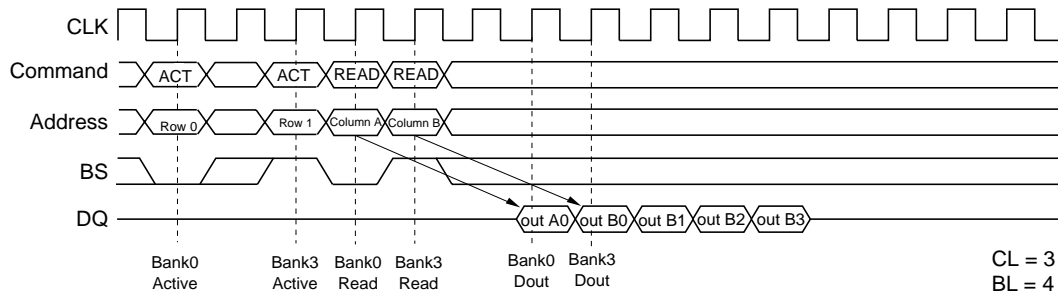 CLK
Command ACT ACT READ READ
Address Row 0 Row 1 Column A Column B
BS
DQ out A0 out B0 out B1 out B2 out B3
Bank0 Active
Bank3 Active
Bank0 Read
Bank3 Read
Bank0 Dout
Bank3 Dout
CL = 3
BL = 4